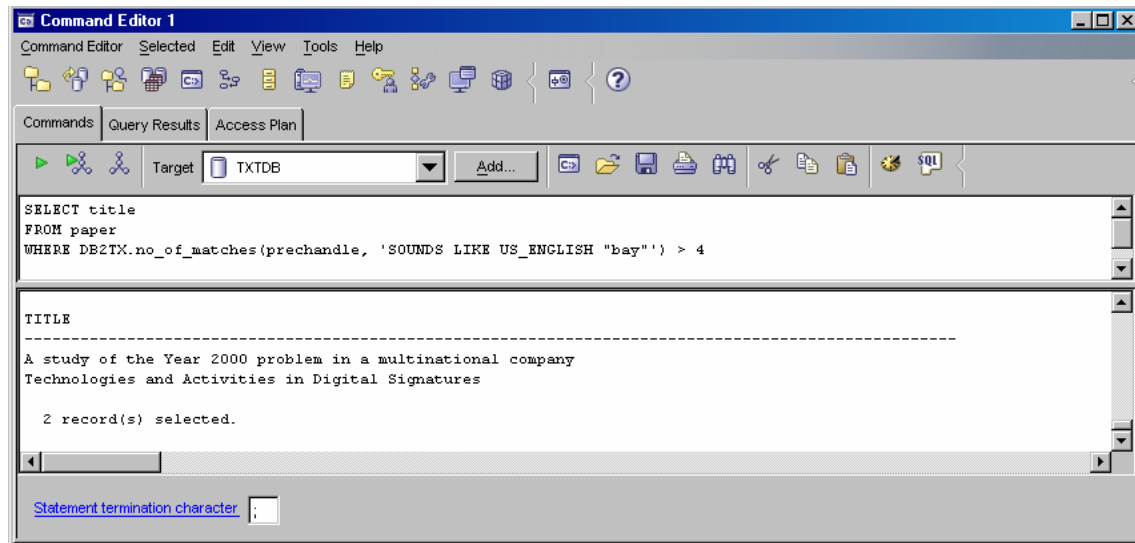 Command Editor 1
Command Editor Selected Edit View Tools Help
Commands Query Results Access Plan
Target TXTDB Add... SQL
SELECT title
FROM paper
WHERE DB2TX.no_of_matches(prechandle, 'SOUNDS LIKE US_ENGLISH "bay"') > 4
TITLE
----------------------------------------------------------------------------------------------------
A study of the Year 2000 problem in a multinational company
Technologies and Activities in Digital Signatures
2 record(s) selected.
Statement termination character ;